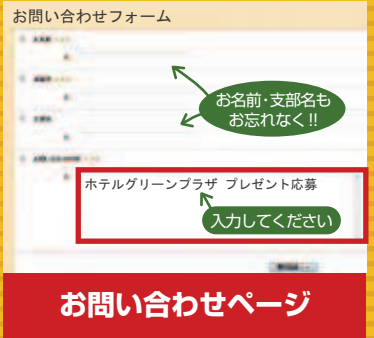 お問い合わせフォーム
お名前・支部名も
お忘れなく!!
ホテルグリーンプラザ プレゼント応募
入力してください
お問い合わせページ